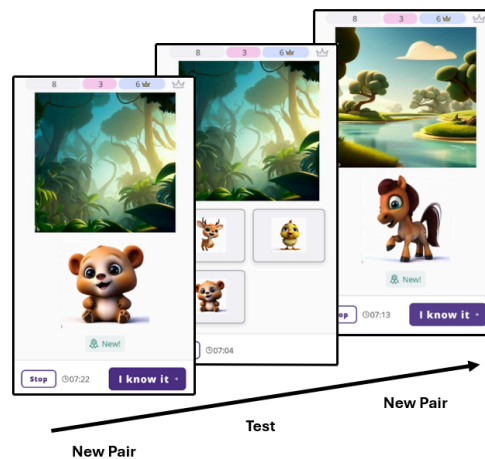 8 3 6
New!
Stop 07:22 I know it
8 3 6
07:04
8 3 6
New!
op 07:13 I know it
New Pair
Test
New Pair